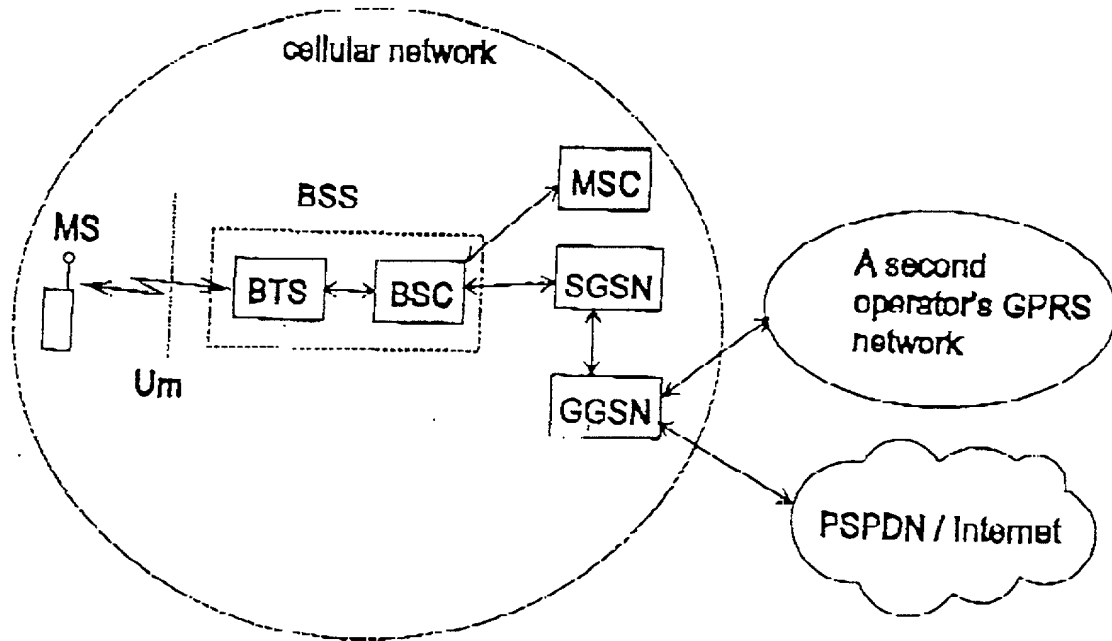 cellular network
MSC
BSS
MS
BTS
BSC
SGSN
Um
GGSN
A second
operator's GPRS
network
PSPDN / Internet